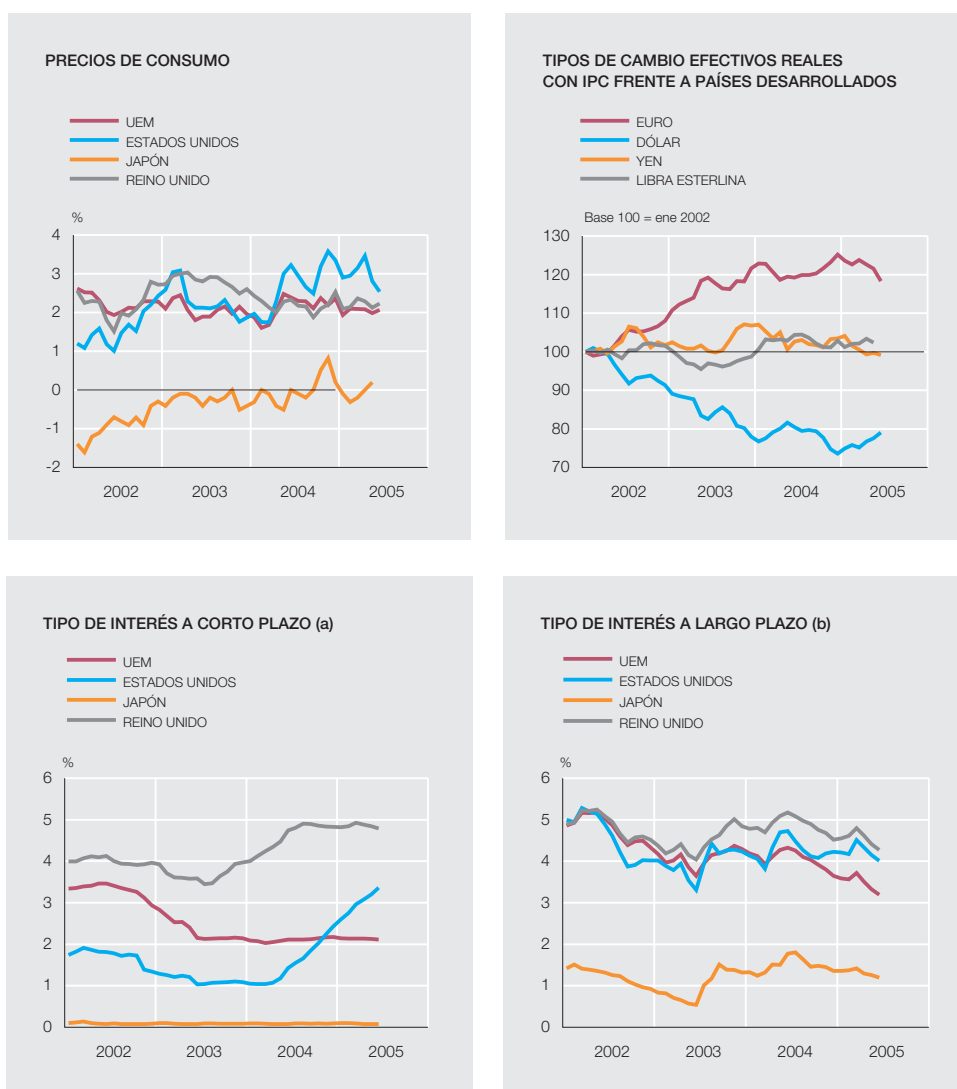 PRECIOS DE CONSUMO
UEM
ESTADOS UNIDOS
JAPÓN
REINO UNIDO
%
4
3
2
1
0
-1
-2
2002 2003 2004 2005
TIPOS DE CAMBIO EFECTIVOS REALES
CON IPC FRENTE A PAÍSES DESARROLLADOS
EURO
DÓLAR
YEN
LIBRA ESTERLINA
Base 100 = ene 2002
130
120
110
100
90
80
70
2002 2003 2004 2005
TIPO DE INTERÉS A CORTO PLAZO (a)
UEM
ESTADOS UNIDOS
JAPÓN
REINO UNIDO
%
6
5
4
3
2
1
0
2002 2003 2004 2005
TIPO DE INTERÉS A LARGO PLAZO (b)
UEM
ESTADOS UNIDOS
JAPÓN
REINO UNIDO
%
6
5
4
3
2
1
0
2002 2003 2004 2005